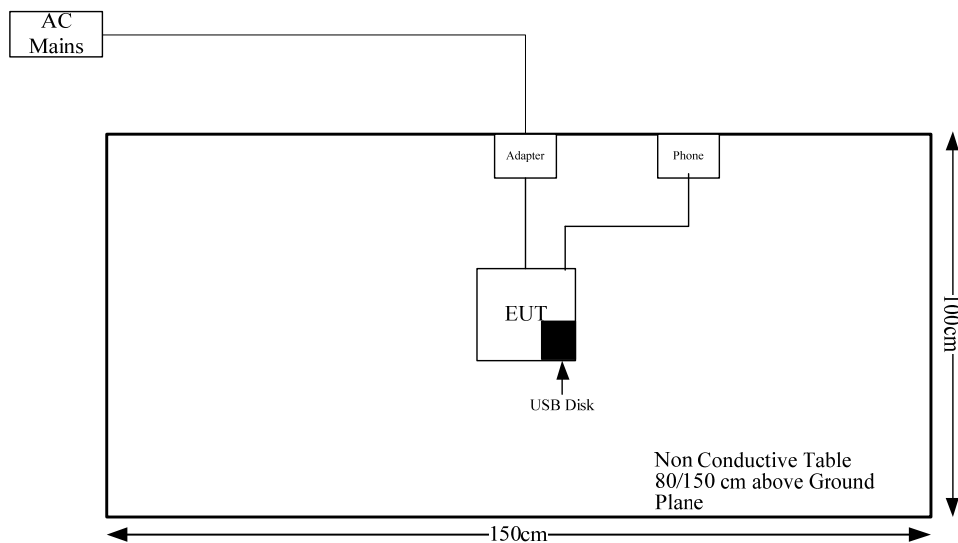 AC
Mains
Adapter
Phone
EUT
USB Disk
100cm
Non Conductive Table
80/150 cm above Ground
Plane
150cm